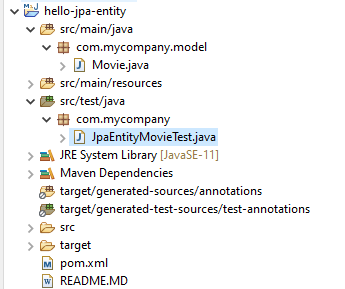 hello-jpa-entity
src/main/java
com.mycompany.model
Movie.java
src/main/resources
src/test/java
com.mycompany
JpaEntityMovieTest.java
JRE System Library [JavaSE-11]
Maven Dependencies
target/generated-sources/annotations
target/generated-test-sources/test-annotations
src
target
pom.xml
README.MD